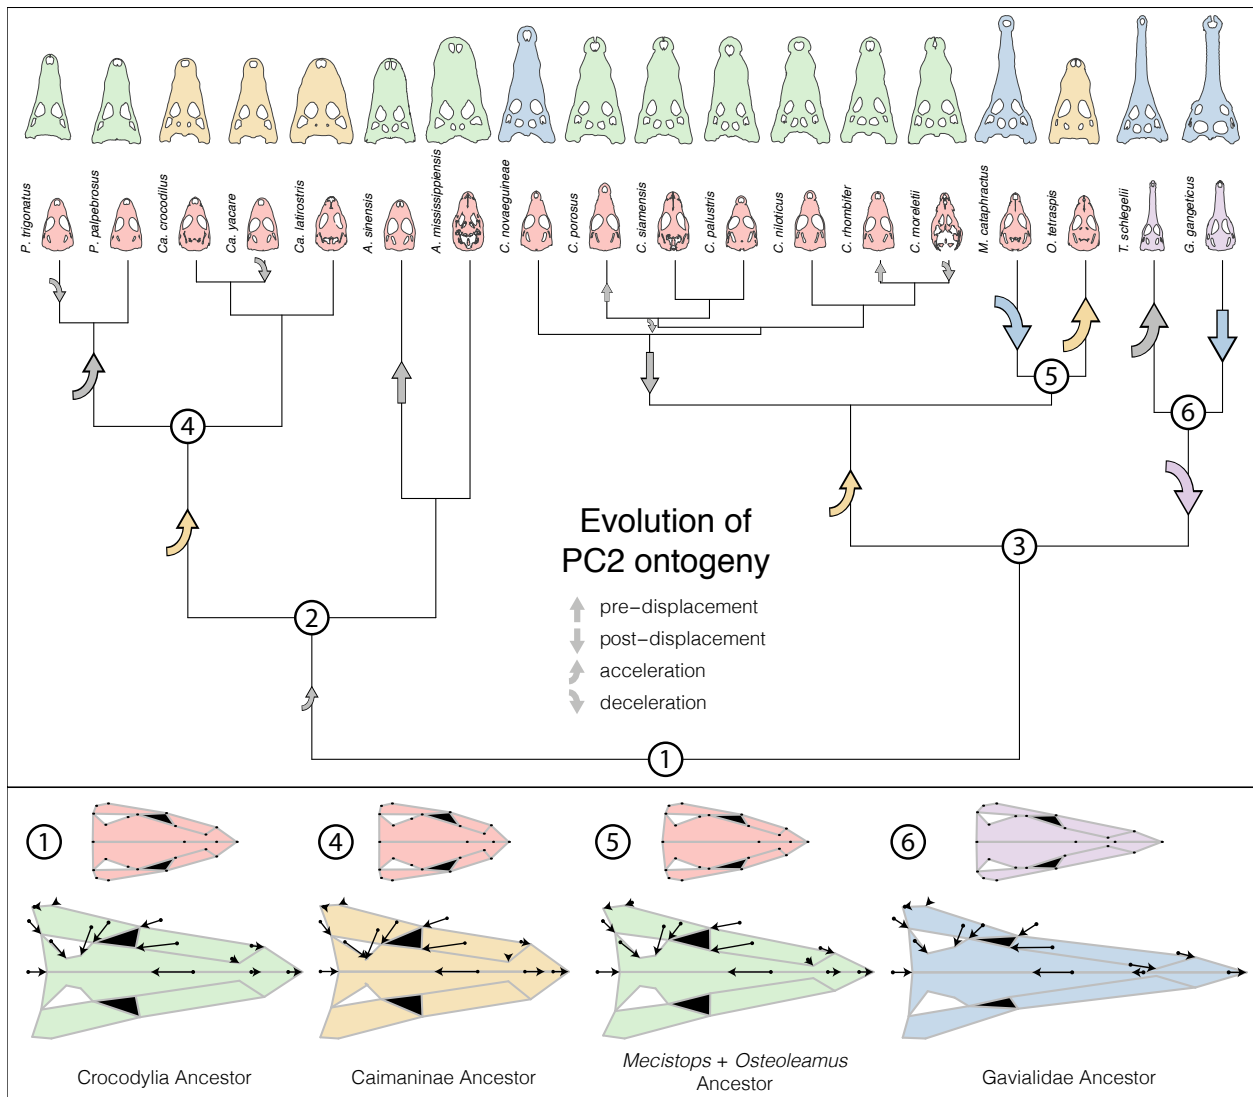 P. trigonatus
P. palpebrosus
Ca. crocodilus
Ca. yacare
Ca. latirostris
A. sinensis
A. mississippiensis
C. novaeguineae
C. porosus
C. siamensis
C. palustris
C. niloticus
C. rhombifer
C. moreletii
M. cataphractus
O. tetraspis
T. schlegelii
G. gangeticus
5
6
4
Evolution of
PC2 ontogeny
3
pre–displacement
2
post–displacement
acceleration
deceleration
1
1
4
5
6
Crocodylia Ancestor
Caimaninae Ancestor
Mecistops + Osteoleamus
Ancestor
Gavialidae Ancestor